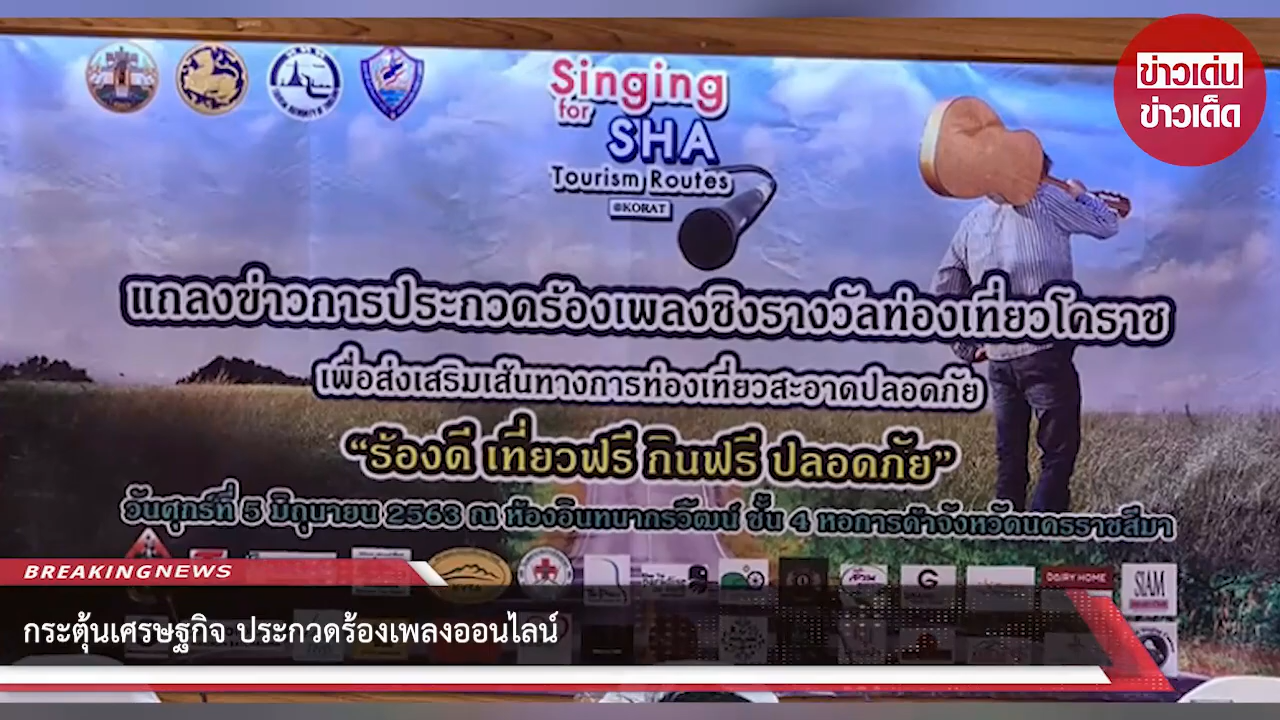 ข่าวเด่น
ข่าวเด็ด
Singing
for
SHA
Tourism Routes
@KORAT
แถลงข่าวการประกวดร้องเพลงชิงรางวัลท่องเที่ยวโคราช
เพื่อส่งเสริมเส้นทางการท่องเที่ยวสะอาดปลอดภัย
“ร้องดี เที่ยวฟรี กินฟรี ปลอดภัย”
วันศุกร์ที่ 5 มิถุนายน 2563 ณ ห้องอินทนากรวิวัฒน์ ชั้น 4 หอการค้าจังหวัดนครราชสีมา
DAIRY HOME
SIAM
BREAKING NEWS
กระตุ้นเศรษฐกิจ ประกวดร้องเพลงออนไลน์